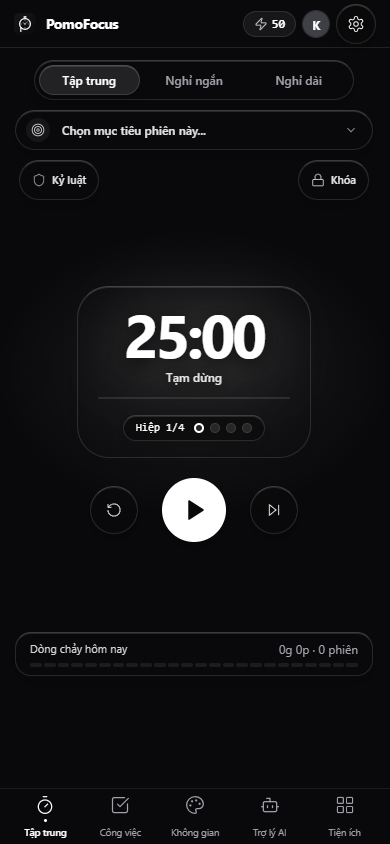 PomoFocus
50
K
Tập trung
Nghỉ ngắn
Nghỉ dài
Chọn mục tiêu phiên này...
Kỷ luật
Khóa
25:00
Tạm dừng
Hiệp 1/4
Dòng chảy hôm nay
0g 0p · 0 phiên
Tập trung
Công việc
Không gian
Trợ lý AI
Tiện ích